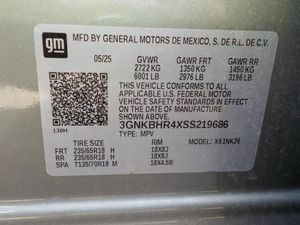 gm
MFD BY GENERAL MOTORS DE MEXICO, S. DE R.L. DE C.V.
05/25 GVWR GAWR FRT GAWR RR
2722 KG 1350 KG 1450 KG
6001 LB 2976 LB 3196 LB
THIS VEHICLE CONFORMS TO ALL
APPLICABLE U.S. FEDERAL MOTOR
VEHICLE SAFETY STANDARDS IN
EFFECT ON THE DATE OF
MANUFACTURE SHOWN ABOVE.
3GNKBHR4XSS219686
TYPE: MPV MODEL: X61NK26
TIRE SIZE RIM
FRT 235/65R18 H 18X8J
RR 235/65R18 H 18X8J
SPA T135/70R18 M 18X4.5B